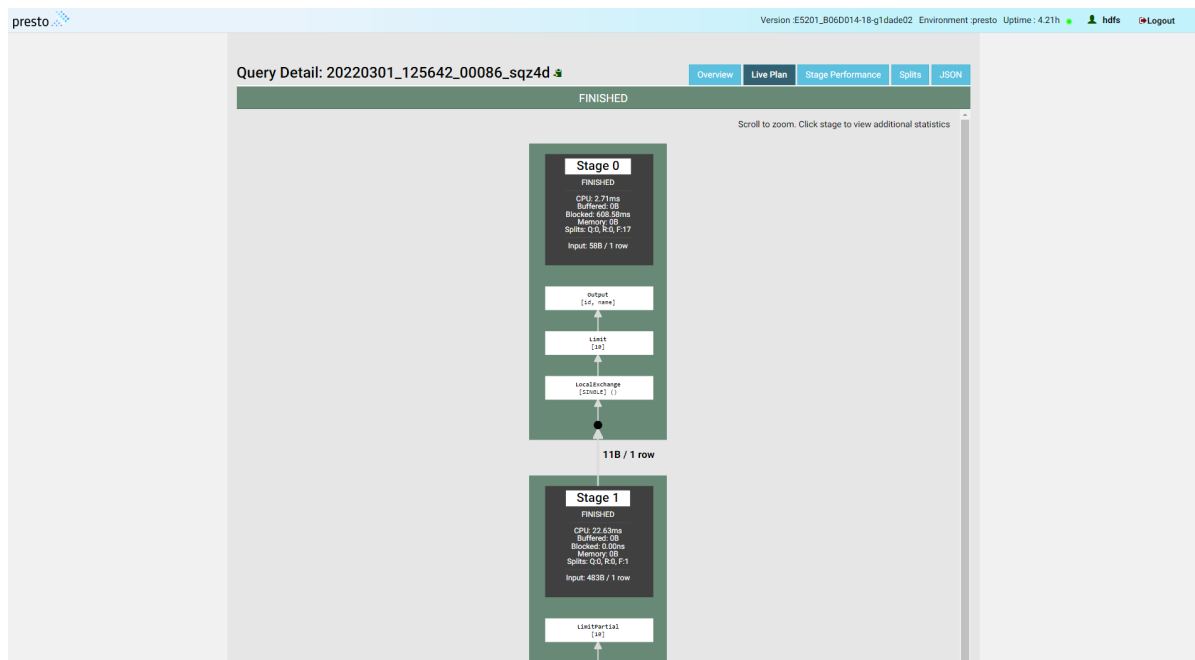 presto
Version :E5201_B06D014-18-g1dade02 Environment :presto Uptime : 4.21h hdfs Logout
Query Detail: 20220301_125642_00086_sqz4d
Overview Live Plan Stage Performance Splits JSON
FINISHED
Scroll to zoom. Click stage to view additional statistics
Stage 0
FINISHED
CPU: 2.71ms
Buffered: 0B
Blocked: 608.58ms
Memory: 0B
Splits: Q:0, R:0, F:17
Input: 58B / 1 row
Output
[id, name]
Limit
[10]
LocalExchange
[SINGLE] ()
11B / 1 row
Stage 1
FINISHED
CPU: 22.63ms
Buffered: 0B
Blocked: 0.00ns
Memory: 0B
Splits: Q:0, R:0, F:1
Input: 483B / 1 row
LimitPartial
[10]